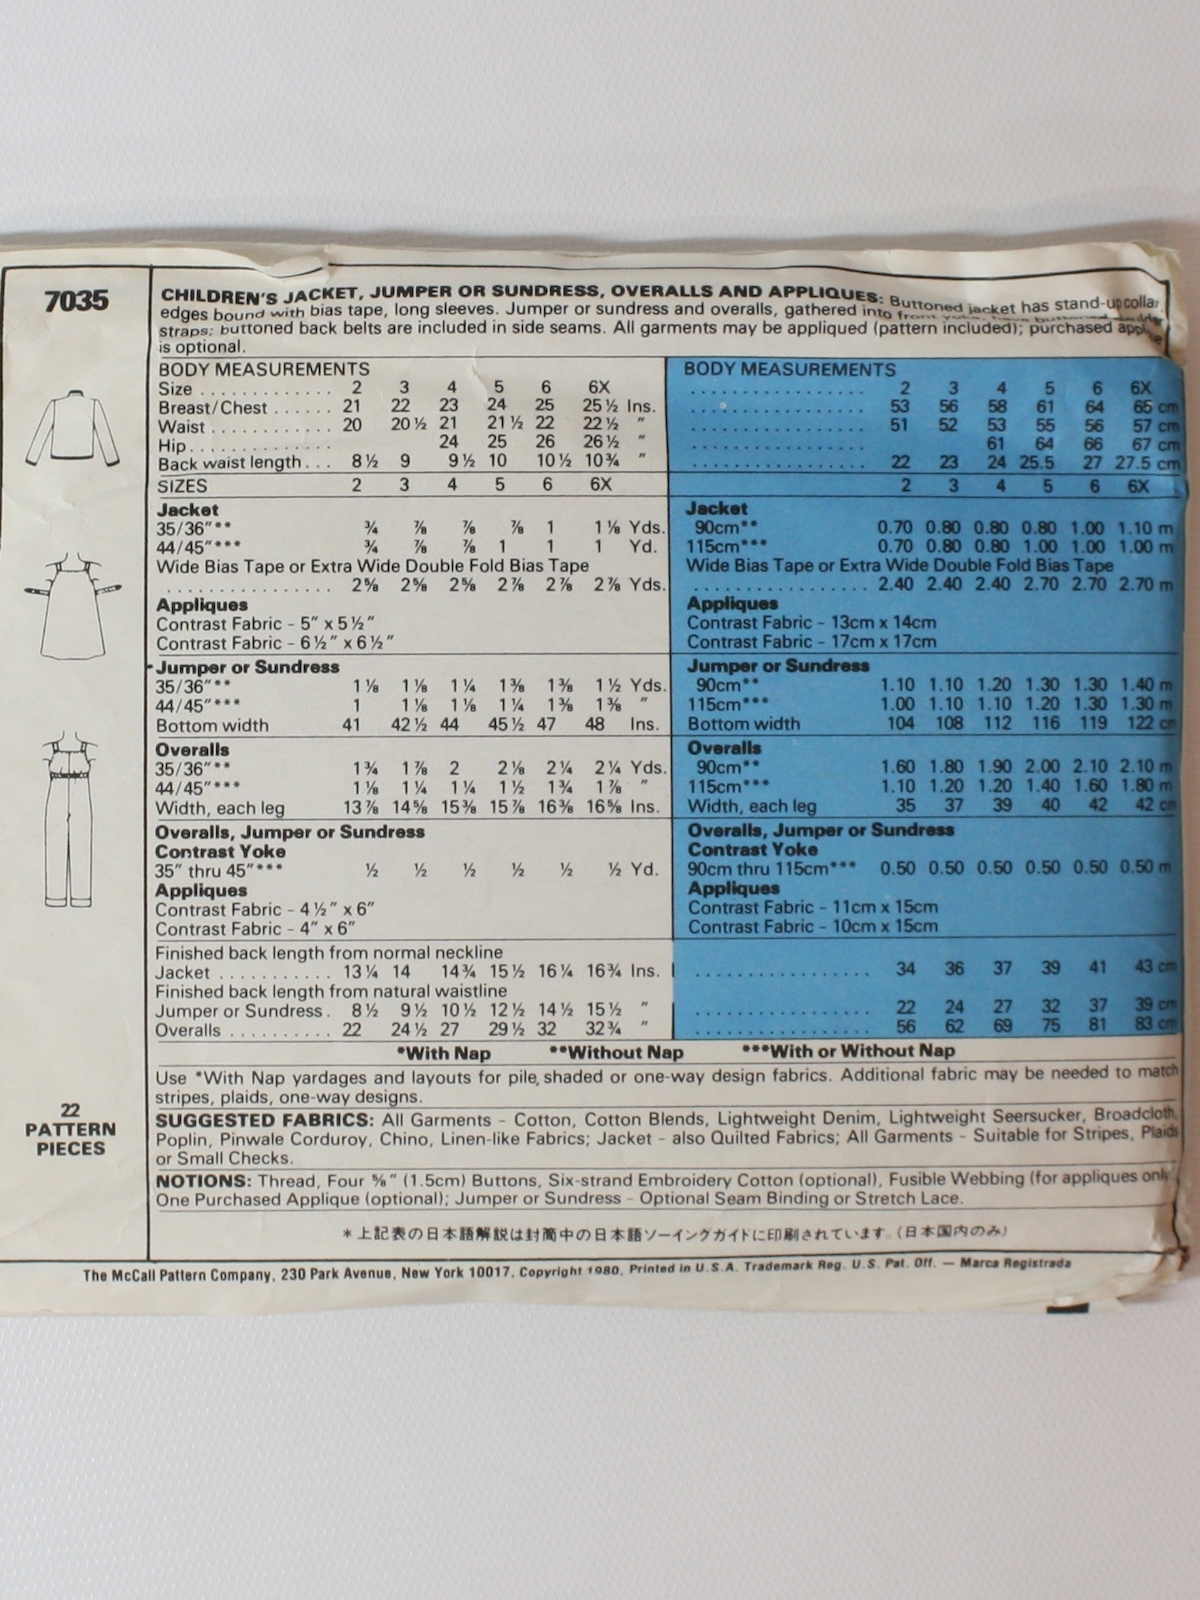 7035
CHILDREN'S JACKET, JUMPER OR SUNDRESS, OVERALLS AND APPLIQUES: Buttoned jacket has stand-up collar
edges bound with bias tape, long sleeves. Jumper or sundress and overalls, gathered into front
straps; buttoned back belts are included in side seams. All garments may be appliqued (pattern included); purchased applique
is optional.
BODY MEASUREMENTS
Size . . . . . . . . . . . . . 2 3 4 5 6 6X
Breast/Chest . . . . . . 21 22 23 24 25 25½ Ins.
Waist . . . . . . . . . . . . 20 20½ 21 21½ 22 22½ "
Hip . . . . . . . . . . . . . . 24 25 26 26½ "
Back waist length . . . 8½ 9 9½ 10 10½ 10¾ "
SIZES 2 3 4 5 6 6X
Jacket
35/36"** ¾ ⅞ ⅞ ⅞ 1 1⅛ Yds.
44/45"*** ¾ ⅞ ⅞ 1 1 1 Yd.
Wide Bias Tape or Extra Wide Double Fold Bias Tape
. . . . . . . . . . . . . . . . . 2⅝ 2⅝ 2⅝ 2⅞ 2⅞ 2⅞ Yds.
Appliques
Contrast Fabric – 5" x 5½"
Contrast Fabric – 6½" x 6½"
Jumper or Sundress
35/36"** 1⅛ 1⅛ 1¼ 1⅜ 1⅜ 1½ Yds.
44/45"*** 1 1⅛ 1⅛ 1¼ 1⅜ 1⅜ "
Bottom width 41 42½ 44 45½ 47 48 Ins.
Overalls
35/36"** 1¾ 1⅞ 2 2⅛ 2¼ 2¼ Yds.
44/45"*** 1⅛ 1¼ 1¼ 1½ 1¾ 1⅞ "
Width, each leg 13⅞ 14⅝ 15⅜ 15⅞ 16⅜ 16⅝ Ins.
Overalls, Jumper or Sundress
Contrast Yoke
35" thru 45"*** ½ ½ ½ ½ ½ ½ Yd.
Appliques
Contrast Fabric – 4½" x 6"
Contrast Fabric – 4" x 6"
Finished back length from normal neckline
Jacket . . . . . . . . . . . 13¼ 14 14¾ 15½ 16¼ 16¾ Ins.
Finished back length from natural waistline
Jumper or Sundress . 8½ 9½ 10½ 12½ 14½ 15½ "
Overalls . . . . . . . . . . 22 24½ 27 29½ 32 32¾ "
BODY MEASUREMENTS
. . . . . . . . . . . . . . . . . 2 3 4 5 6 6X
. . . . . . . . . . . . . . . . . 53 56 58 61 64 65 cm
. . . . . . . . . . . . . . . . . 51 52 53 55 56 57 cm
. . . . . . . . . . . . . . . . . 61 64 66 67 cm
. . . . . . . . . . . . . . . . . 22 23 24 25.5 27 27.5 cm
2 3 4 5 6 6X
Jacket
90cm** 0.70 0.80 0.80 0.80 1.00 1.10 m
115cm*** 0.70 0.80 0.80 1.00 1.00 1.00 m
Wide Bias Tape or Extra Wide Double Fold Bias Tape
. . . . . . . . . . . . . . . . . 2.40 2.40 2.40 2.70 2.70 2.70 m
Appliques
Contrast Fabric – 13cm x 14cm
Contrast Fabric – 17cm x 17cm
Jumper or Sundress
90cm** 1.10 1.10 1.20 1.30 1.30 1.40 m
115cm*** 1.00 1.10 1.10 1.20 1.30 1.30 m
Bottom width 104 108 112 116 119 122 cm
Overalls
90cm** 1.60 1.80 1.90 2.00 2.10 2.10 m
115cm*** 1.10 1.20 1.20 1.40 1.60 1.80 m
Width, each leg 35 37 39 40 42 42 cm
Overalls, Jumper or Sundress
Contrast Yoke
90cm thru 115cm*** 0.50 0.50 0.50 0.50 0.50 0.50 m
Appliques
Contrast Fabric – 11cm x 15cm
Contrast Fabric – 10cm x 15cm
. . . . . . . . . . . . . . . . . 34 36 37 39 41 43 cm
. . . . . . . . . . . . . . . . . 22 24 27 32 37 39 cm
. . . . . . . . . . . . . . . . . 56 62 69 75 81 83 cm
*With Nap **Without Nap ***With or Without Nap
Use *With Nap yardages and layouts for pile, shaded or one-way design fabrics. Additional fabric may be needed to match
stripes, plaids, one-way designs.
22
PATTERN
PIECES
SUGGESTED FABRICS: All Garments – Cotton, Cotton Blends, Lightweight Denim, Lightweight Seersucker, Broadcloth,
Poplin, Pinwale Corduroy, Chino, Linen-like Fabrics; Jacket – also Quilted Fabrics; All Garments – Suitable for Stripes, Plaids
or Small Checks.
NOTIONS: Thread, Four ⅝" (1.5cm) Buttons, Six-strand Embroidery Cotton (optional), Fusible Webbing (for appliques only)
One Purchased Applique (optional); Jumper or Sundress – Optional Seam Binding or Stretch Lace.
*上記表の日本語解説は封筒中の日本語ソーイングガイドに印刷されています。(日本国内のみ)
The McCall Pattern Company, 230 Park Avenue, New York 10017, Copyright 1980, Printed in U.S.A. Trademark Reg. U.S. Pat. Off. — Marca Registrada